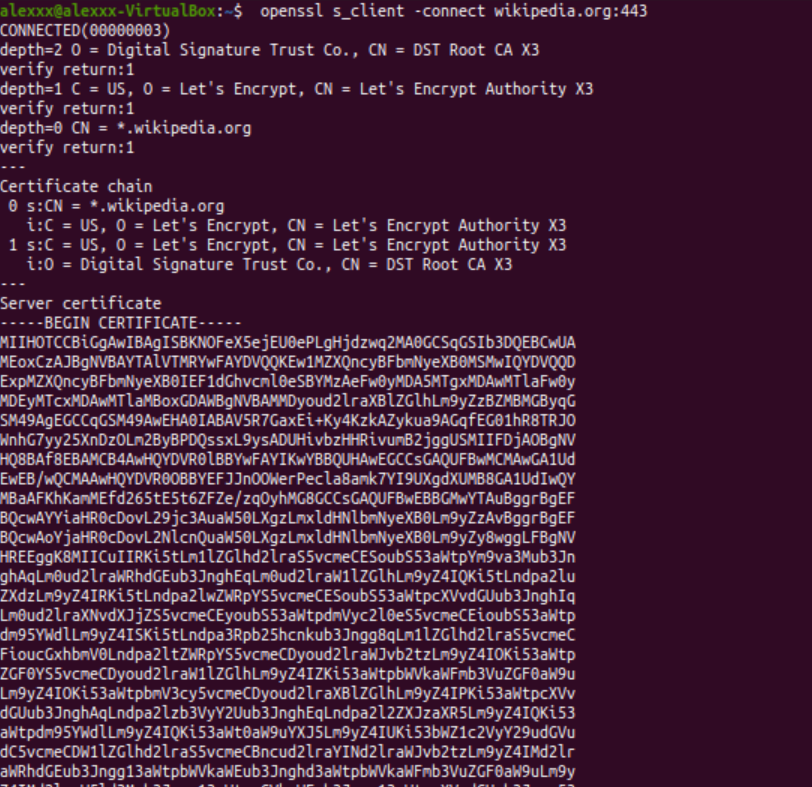 alexxx@alexxx-VirtualBox:~$  openssl s_client -connect wikipedia.org:443
CONNECTED(00000003)
depth=2 O = Digital Signature Trust Co., CN = DST Root CA X3
verify return:1
depth=1 C = US, O = Let's Encrypt, CN = Let's Encrypt Authority X3
verify return:1
depth=0 CN = *.wikipedia.org
verify return:1
---
Certificate chain
 0 s:CN = *.wikipedia.org
   i:C = US, O = Let's Encrypt, CN = Let's Encrypt Authority X3
 1 s:C = US, O = Let's Encrypt, CN = Let's Encrypt Authority X3
   i:O = Digital Signature Trust Co., CN = DST Root CA X3
---
Server certificate
-----BEGIN CERTIFICATE-----
MIIHOTCCBiGgAwIBAgISBKNOFeX5ejEU0ePLgHjdzwq2MA0GCSqGSIb3DQEBCwUA
MEoxCzAJBgNVBAYTAlVTMRYwFAYDVQQKEw1MZXQncyBFbmNyeXB0MSMwIQYDVQQD
ExpMZXQncyBFbmNyeXB0IEF1dGhvcml0eSBYMzAeFw0yMDA5MTgxMDAwMTlaFw0y
MDEyMTcxMDAwMTlaMBoxGDAWBgNVBAMMDyoud2lraXBlZGlhLm9yZzBZMBMGByqG
SM49AgEGCCqGSM49AwEHA0IABAV5R7GaxEi+Ky4KzkAZykua9AGqfEG01hR8TRJO
WnhG7yy25XnDzOLm2ByBPDQssxL9ysADUHivbzHHRivumB2jggUSMIIFDjAOBgNV
HQ8BAf8EBAMCB4AwHQYDVR0lBBYwFAYIKwYBBQUHAwEGCCsGAQUFBwMCMAwGA1Ud
EwEB/wQCMAAwHQYDVR0OBBYEFJJnOOWerPecla8amk7YI9UXgdXUMB8GA1UdIwQY
MBaAFKhKamMEfd265tE5t6ZFZe/zqOyhMG8GCCsGAQUFBwEBBGMwYTAuBggrBgEF
BQcwAYYiaHR0cDovL29jc3AuaW50LXgzLmxldHNlbmNyeXB0Lm9yZzAvBggrBgEF
BQcwAoYjaHR0cDovL2NlcnQuaW50LXgzLmxldHNlbmNyeXB0Lm9yZy8wggLFBgNV
HREEggK8MIICuIIRKi5tLm1lZGlhd2lraS5vcmeCESoubS53aWtpYm9va3Mub3Jn
ghAqLm0ud2lraWRhdGEub3JnghEqLm0ud2lraW1lZGlhLm9yZ4IQKi5tLndpa2lu
ZXdzLm9yZ4IRKi5tLndpa2lwZWRpYS5vcmeCESoubS53aWtpcXVvdGUub3JnghIq
Lm0ud2lraXNvdXJjZS5vcmeCEyoubS53aWtpdmVyc2l0eS5vcmeCEioubS53aWtp
dm95YWdlLm9yZ4ISKi5tLndpa3Rpb25hcnkub3Jngg8qLm1lZGlhd2lraS5vcmeC
FioucGxhbmV0Lndpa2ltZWRpYS5vcmeCDyoud2lraWJvb2tzLm9yZ4IOKi53aWtp
ZGF0YS5vcmeCDyoud2lraW1lZGlhLm9yZ4IZKi53aWtpbWVkaWFmb3VuZGF0aW9u
Lm9yZ4IOKi53aWtpbmV3cy5vcmeCDyoud2lraXBlZGlhLm9yZ4IPKi53aWtpcXVv
dGUub3JnghAqLndpa2lzb3VyY2Uub3JnghEqLndpa2l2ZXJzaXR5Lm9yZ4IQKi53
aWtpdm95YWdlLm9yZ4IQKi53aWt0aW9uYXJ5Lm9yZ4IUKi53bWZ1c2VyY29udGVu
dC5vcmeCDW1lZGlhd2lraS5vcmeCBncud2lraYINd2lraWJvb2tzLm9yZ4IMd2lr
aWRhdGEub3Jngg13aWtpbWVkaWEub3Jnghd3aWtpbWVkaWFmb3VuZGF0aW9uLm9y